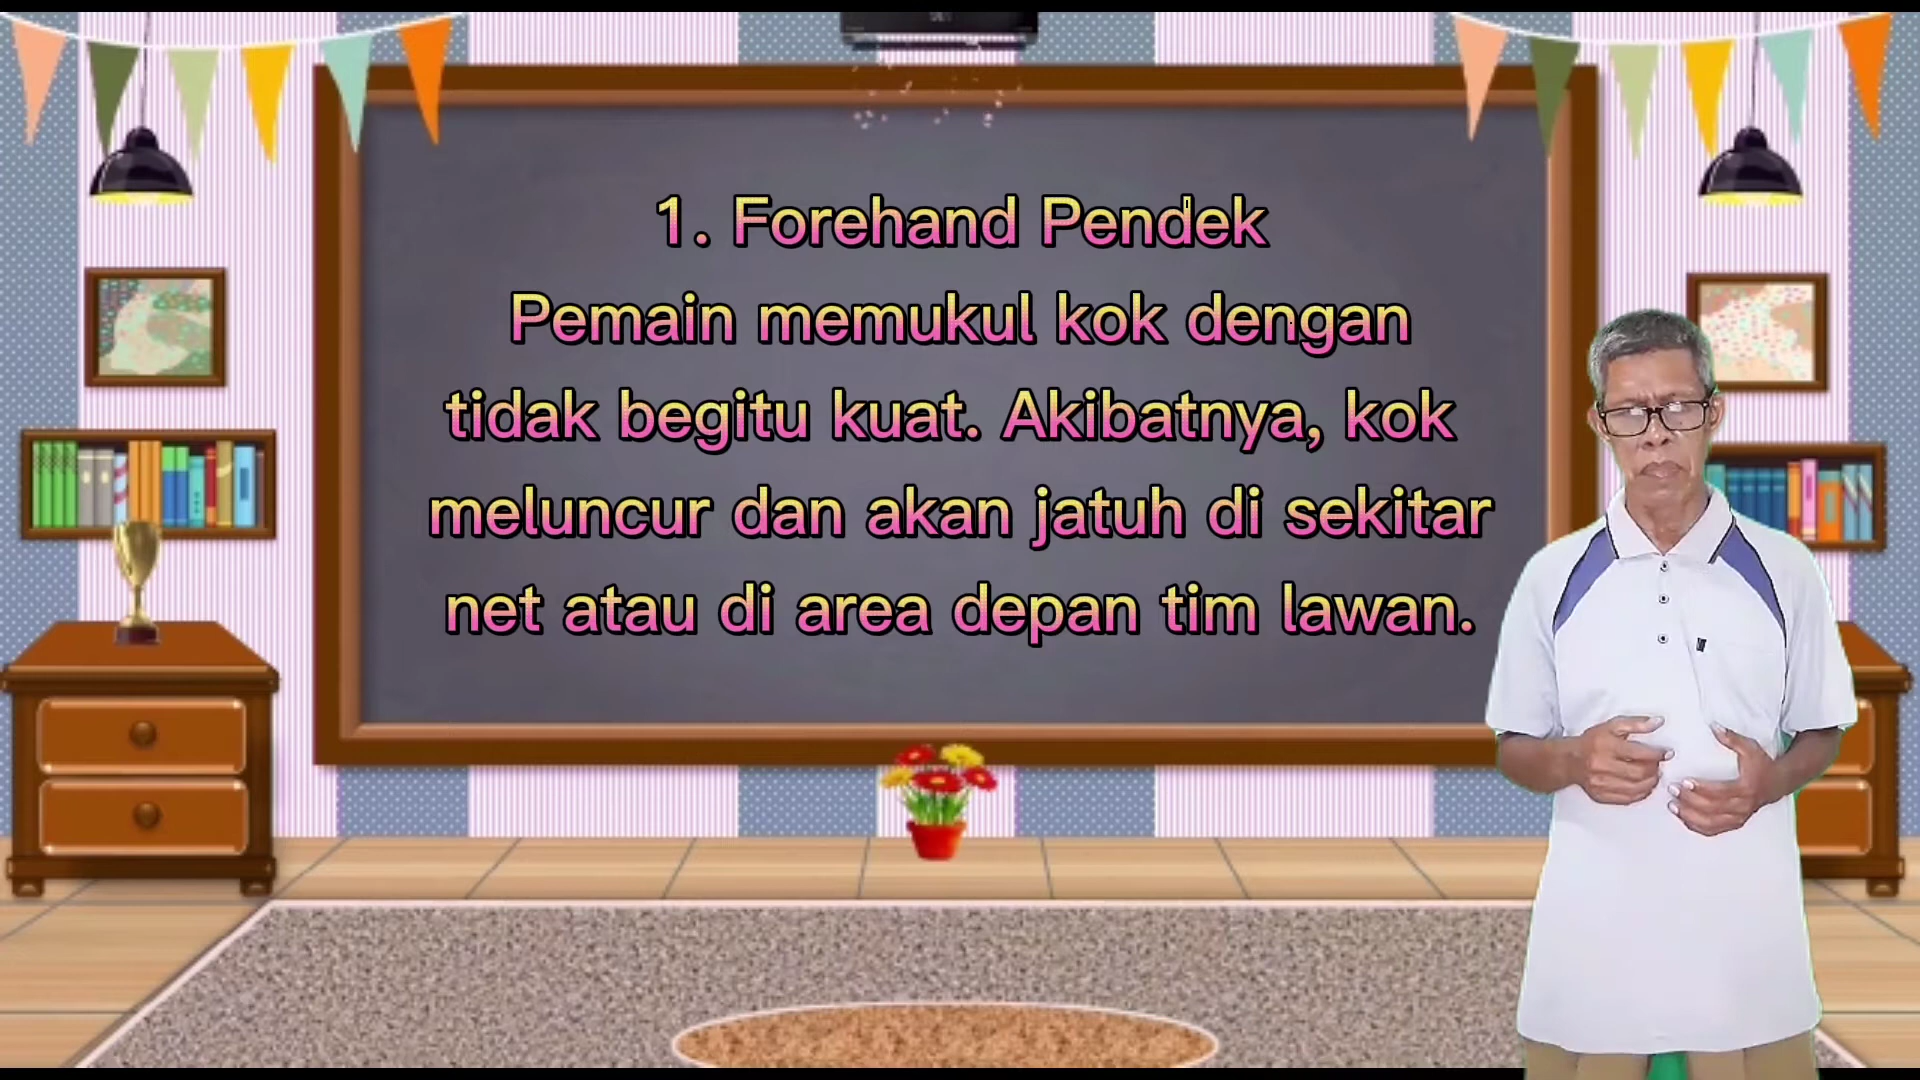 1. Forehand Pendek
Pemain memukul kok dengan
tidak begitu kuat. Akibatnya, kok
meluncur dan akan jatuh di sekitar
net atau di area depan tim lawan.